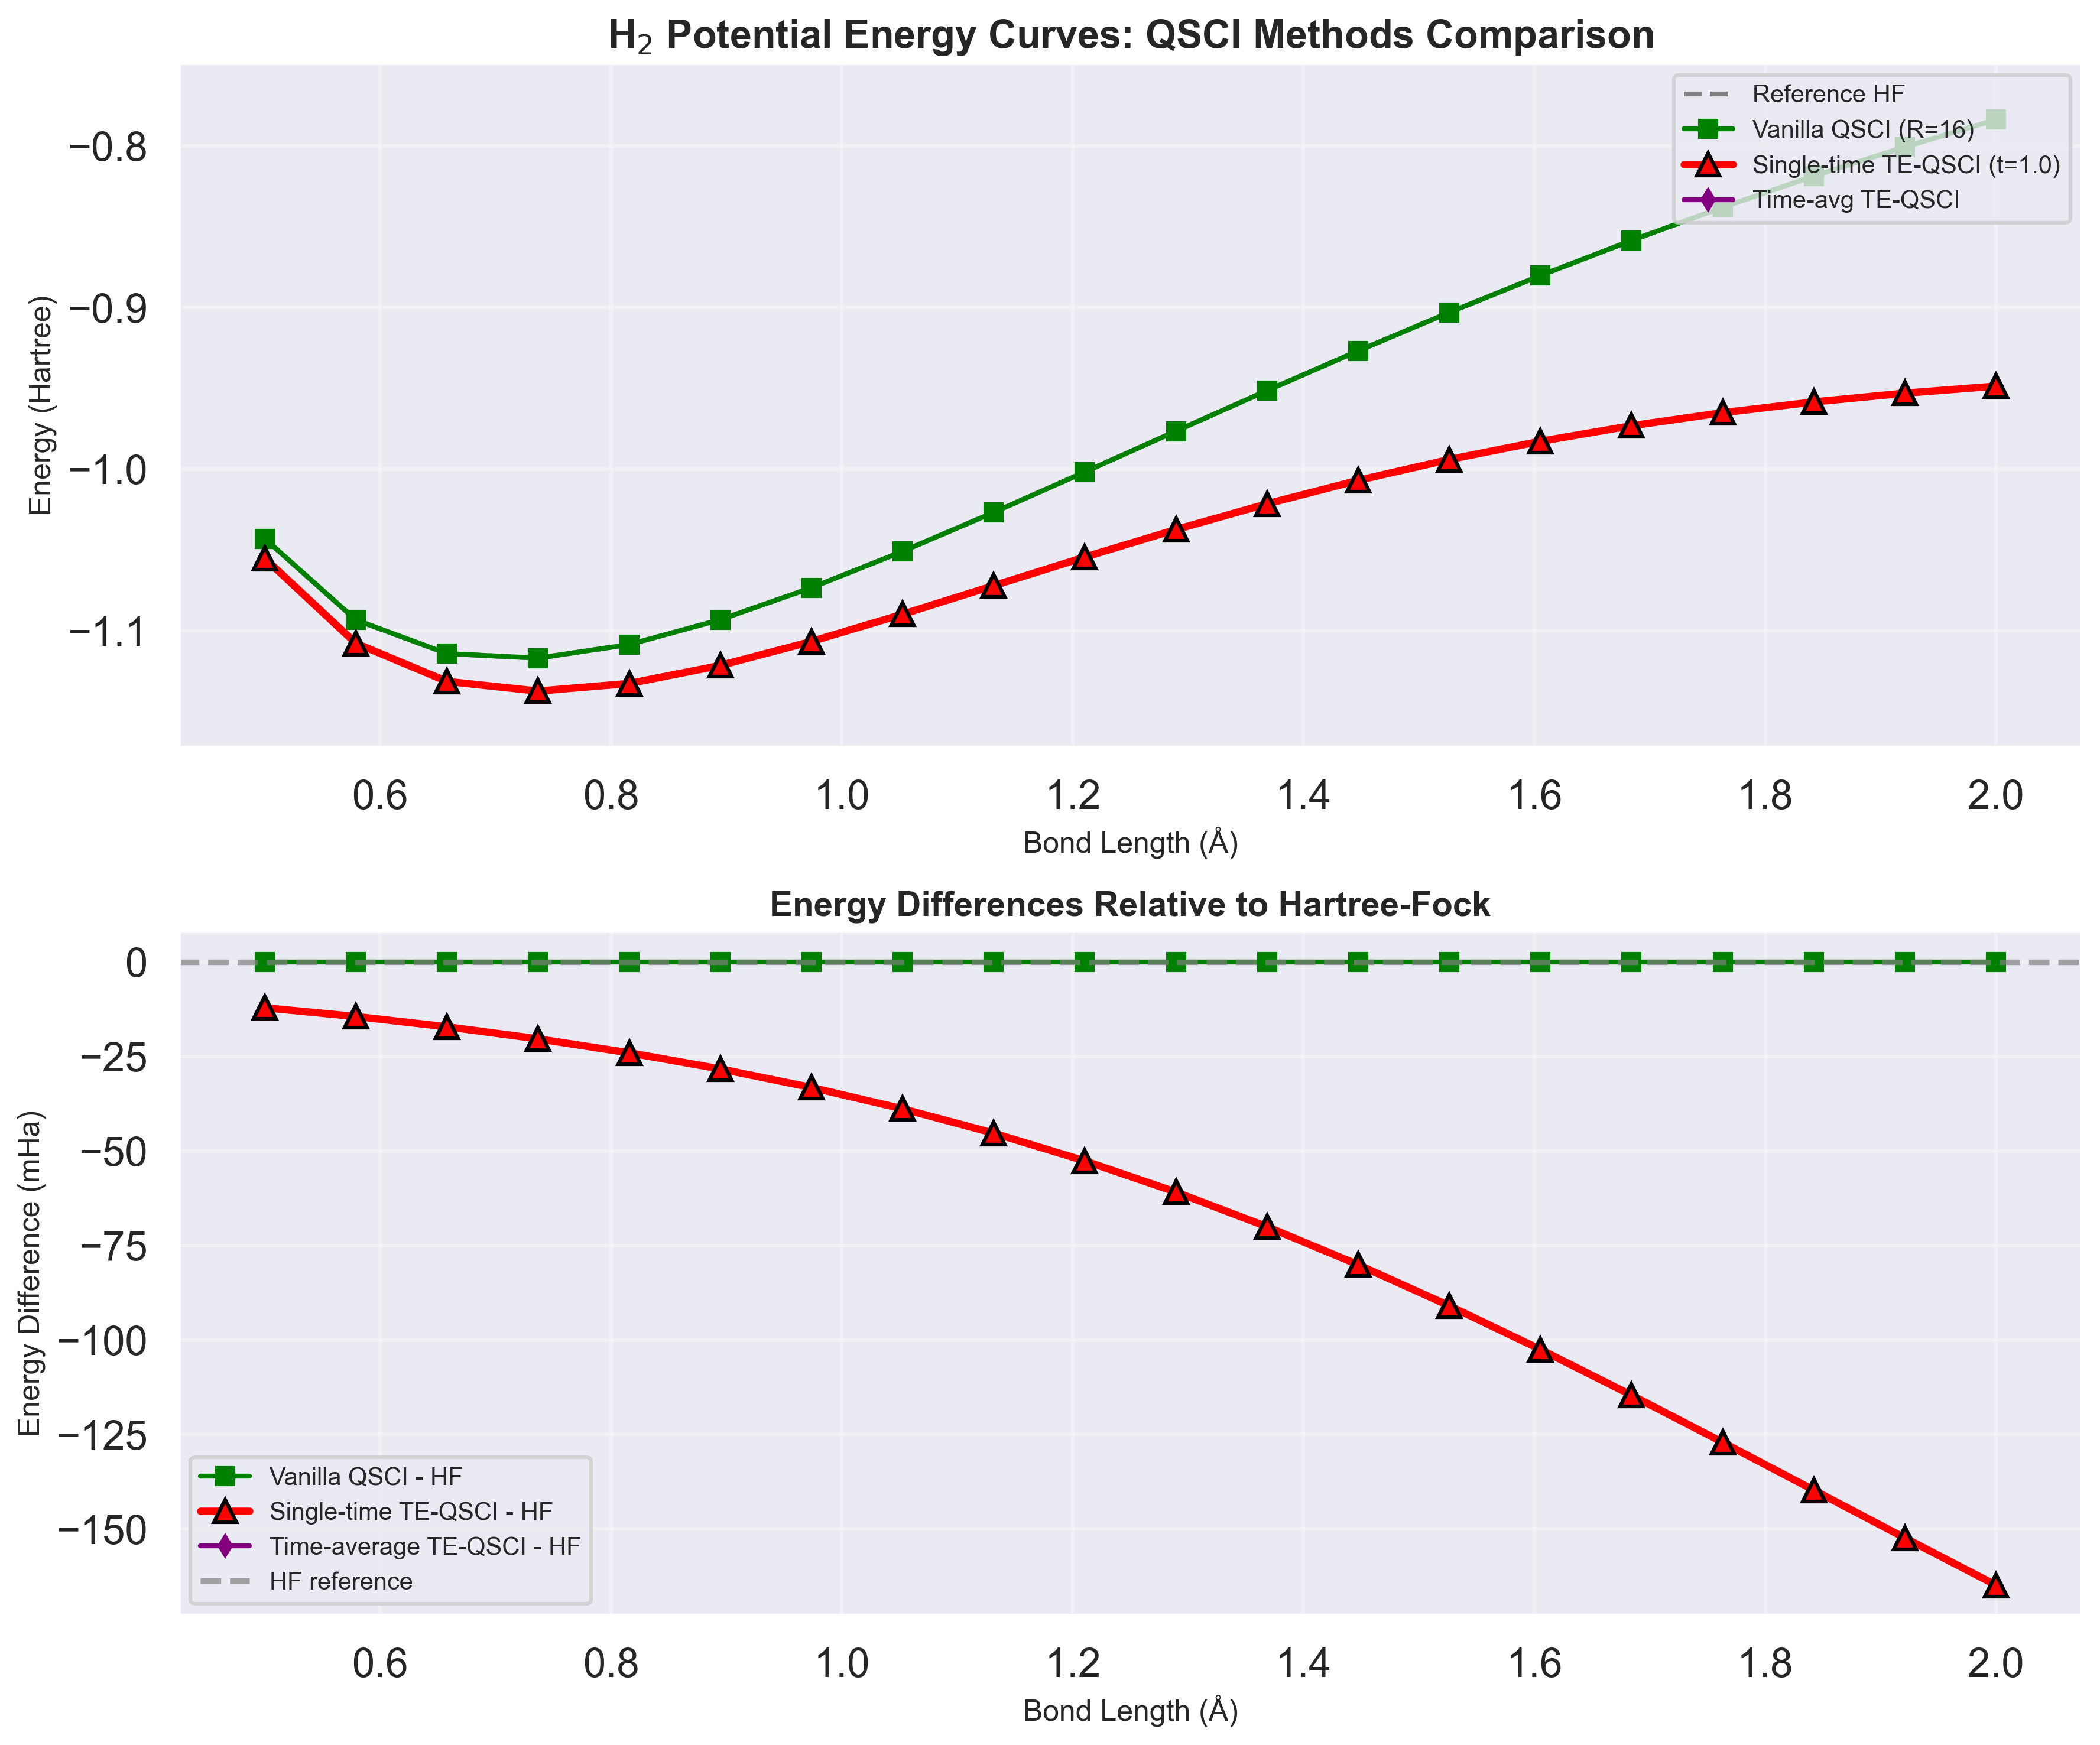 H₂ Potential Energy Curves: QSCI Methods Comparison
Reference HF
Vanilla QSCI (R=16)
Single-time TE-QSCI (t=1.0)
Time-avg TE-QSCI
Energy (Hartree)
−0.8
−0.9
−1.0
−1.1
0.6 0.8 1.0 1.2 1.4 1.6 1.8 2.0
Bond Length (Å)
Energy Differences Relative to Hartree-Fock
Energy Difference (mHa)
0
−25
−50
−75
−100
−125
−150
Vanilla QSCI - HF
Single-time TE-QSCI - HF
Time-average TE-QSCI - HF
HF reference
0.6 0.8 1.0 1.2 1.4 1.6 1.8 2.0
Bond Length (Å)